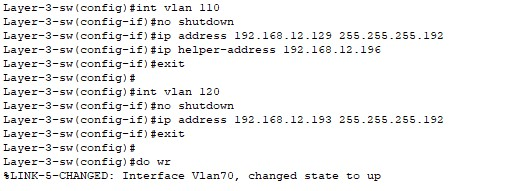 Layer-3-sw(config)#int vlan 110
Layer-3-sw(config-if)#no shutdown
Layer-3-sw(config-if)#ip address 192.168.12.129 255.255.255.192
Layer-3-sw(config-if)#ip helper-address 192.168.12.196
Layer-3-sw(config-if)#exit
Layer-3-sw(config)#
Layer-3-sw(config)#int vlan 120
Layer-3-sw(config-if)#no shutdown
Layer-3-sw(config-if)#ip address 192.168.12.193 255.255.255.192
Layer-3-sw(config-if)#exit
Layer-3-sw(config)#
Layer-3-sw(config)#do wr
%LINK-5-CHANGED: Interface Vlan70, changed state to up